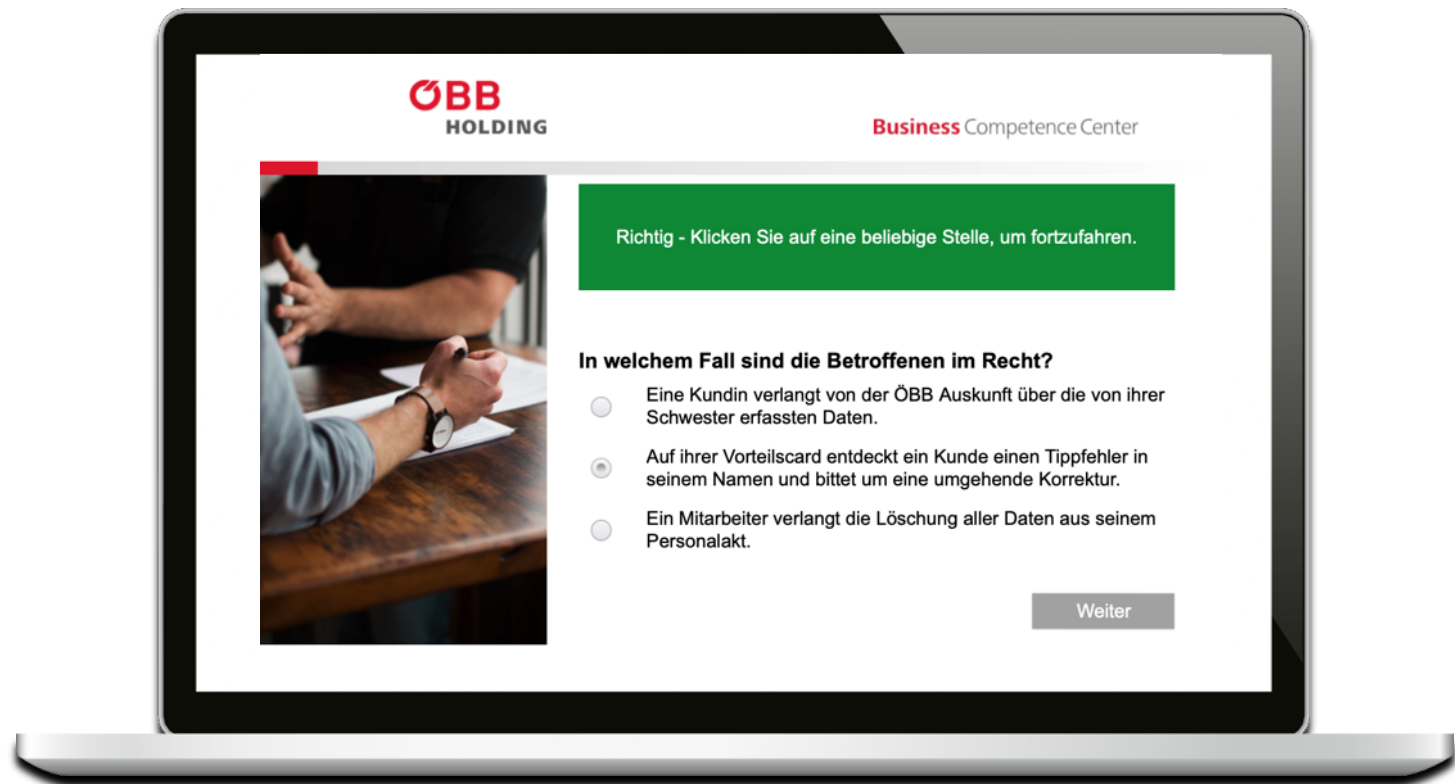 ÖBB
HOLDING
Business Competence Center
Richtig - Klicken Sie auf eine beliebige Stelle, um fortzufahren.
In welchem Fall sind die Betroffenen im Recht?
Eine Kundin verlangt von der ÖBB Auskunft über die von ihrer
Schwester erfassten Daten.
Auf ihrer Vorteilscard entdeckt ein Kunde einen Tippfehler in
seinem Namen und bittet um eine umgehende Korrektur.
Ein Mitarbeiter verlangt die Löschung aller Daten aus seinem
Personalakt.
Weiter